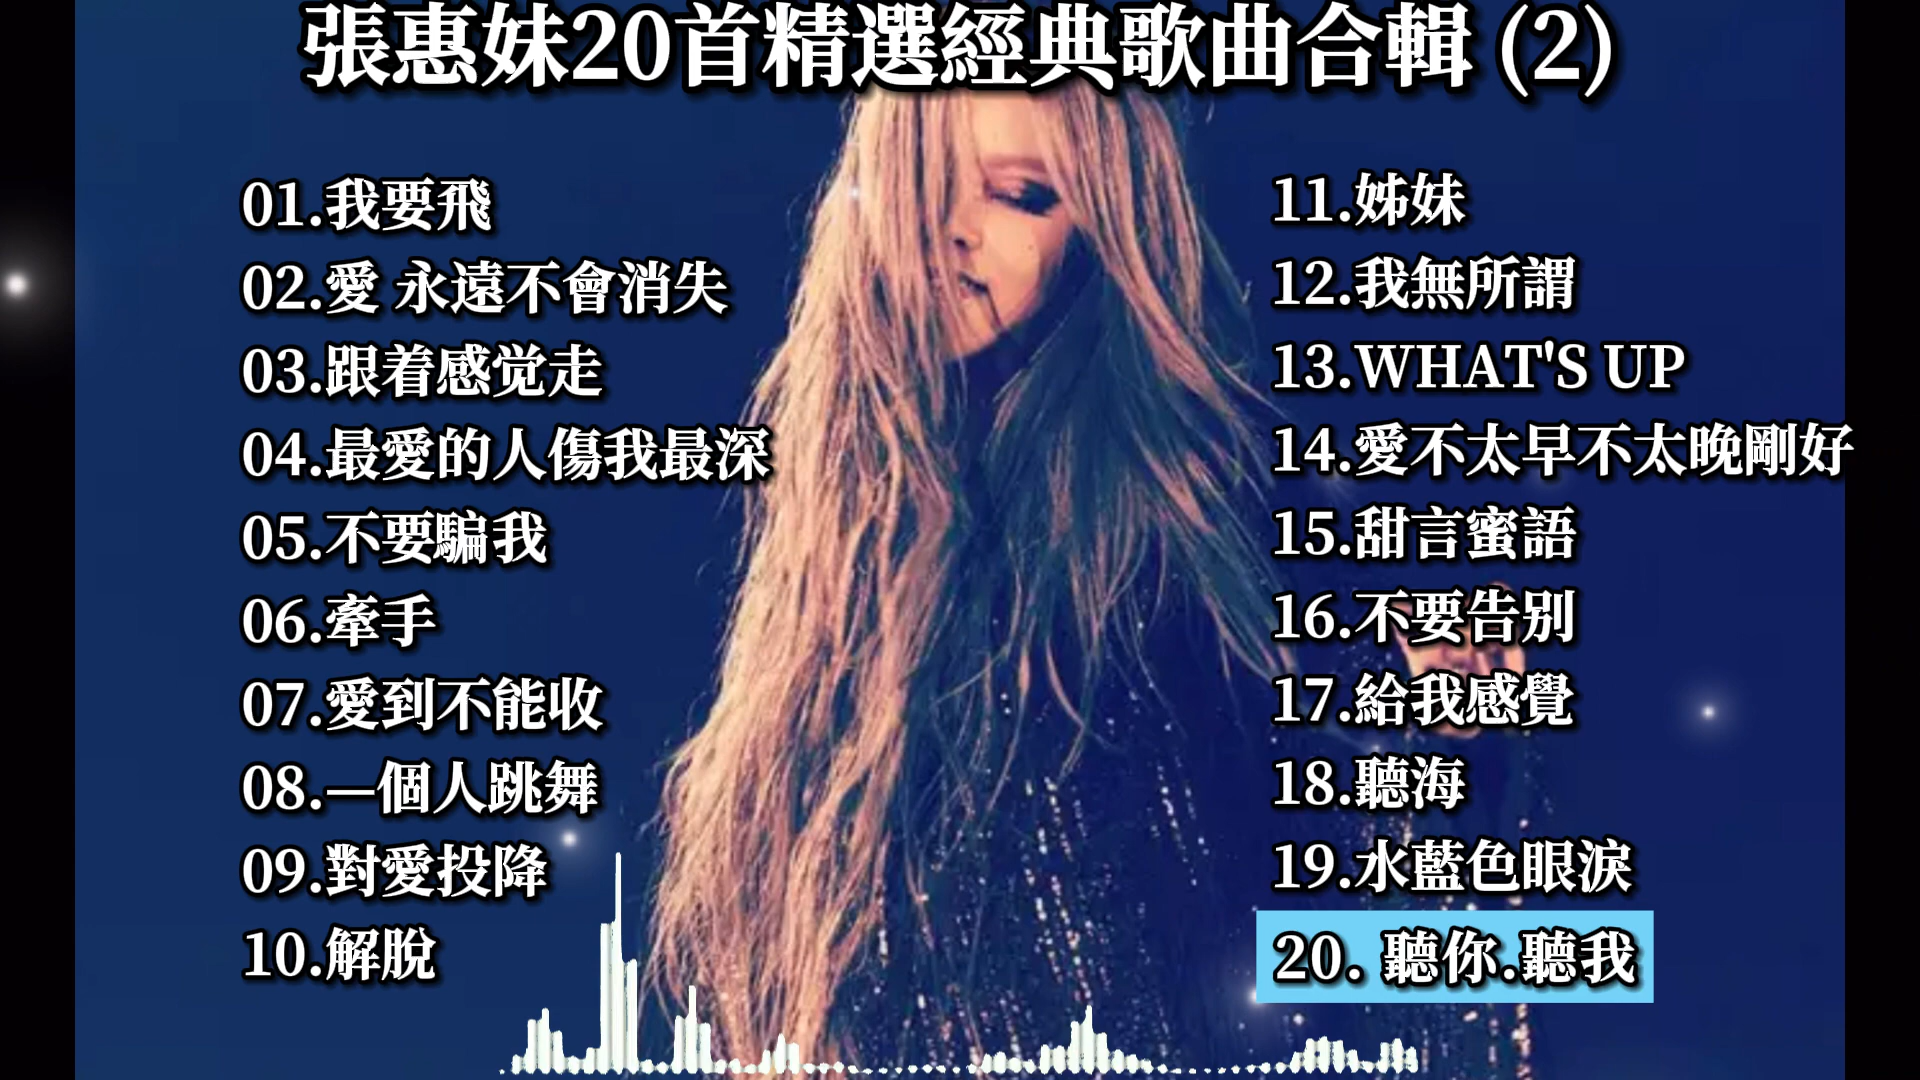 張惠妹20首精選經典歌曲合輯 (2)
01.我要飛
02.愛 永遠不會消失
03.跟着感觉走
04.最愛的人傷我最深
05.不要騙我
06.牽手
07.愛到不能收
08.—個人跳舞
09.對愛投降
10.解脫
11.姊妹
12.我無所謂
13.WHAT'S UP
14.愛不太早不太晚剛好
15.甜言蜜語
16.不要告別
17.給我感覺
18.聽海
19.水藍色眼淚
20. 聽你.聽我